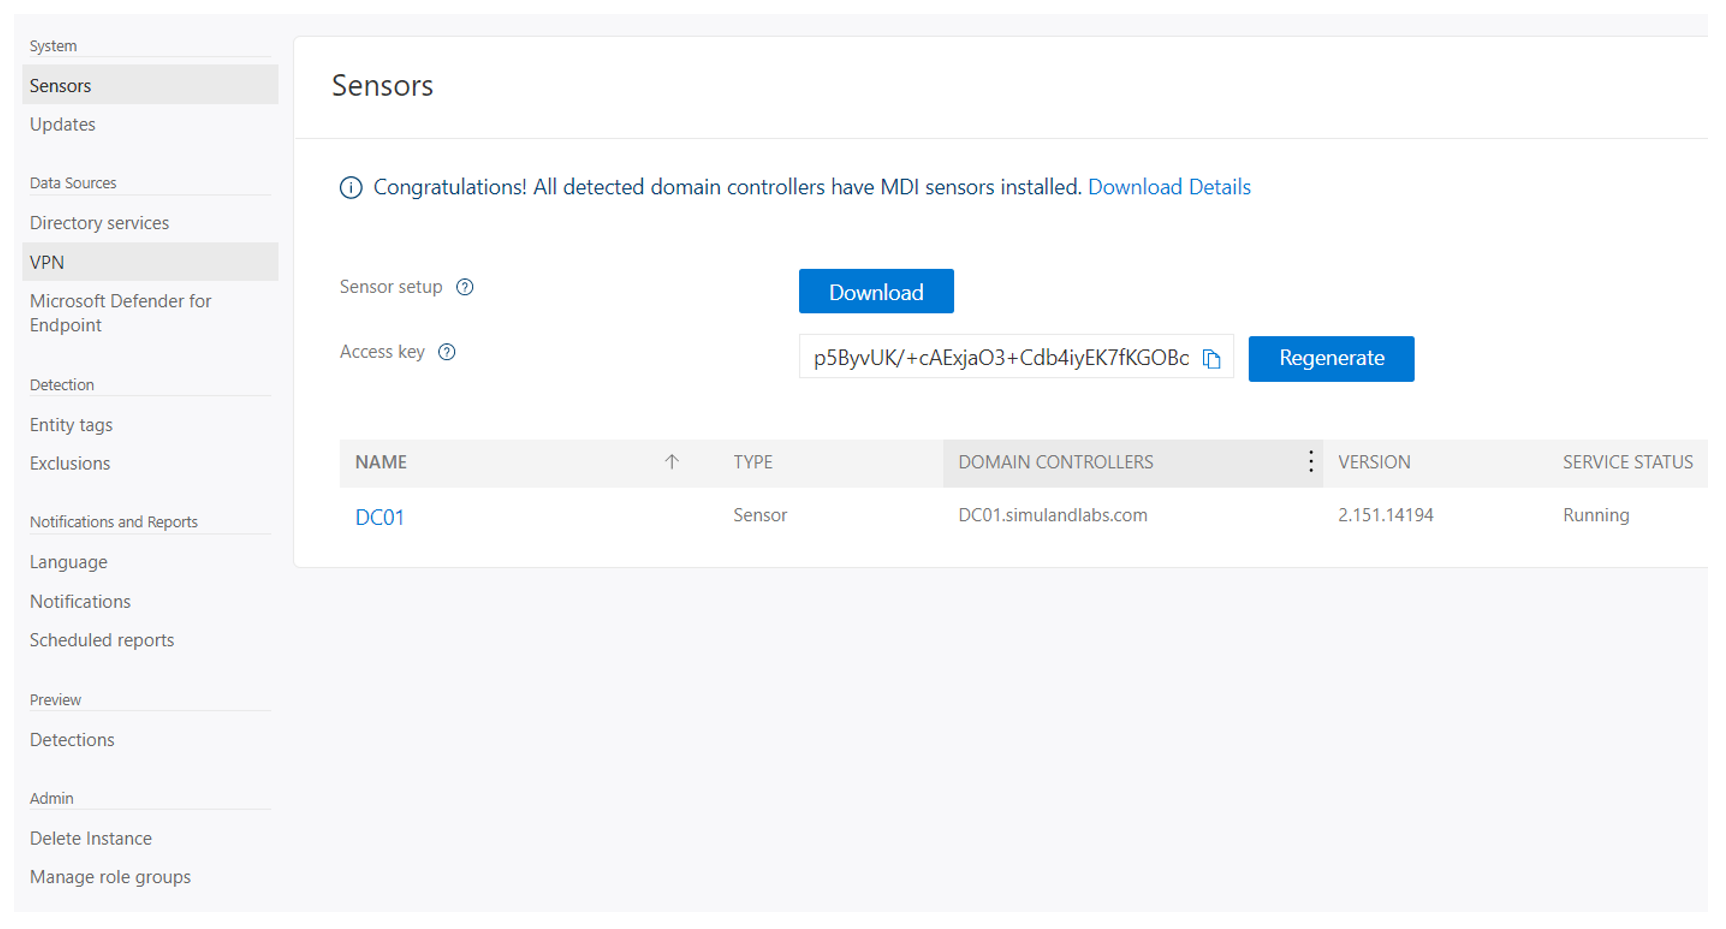 System
Sensors
Updates
Data Sources
Directory services
VPN
Microsoft Defender for
Endpoint
Detection
Entity tags
Exclusions
Notifications and Reports
Language
Notifications
Scheduled reports
Preview
Detections
Admin
Delete Instance
Manage role groups
Sensors
Congratulations! All detected domain controllers have MDI sensors installed. Download Details
Sensor setup
Download
Access key
p5ByvUK/+cAExjaO3+Cdb4iyEK7fKGOBc
Regenerate
NAME TYPE DOMAIN CONTROLLERS VERSION SERVICE STATUS
DC01 Sensor DC01.simulandlabs.com 2.151.14194 Running